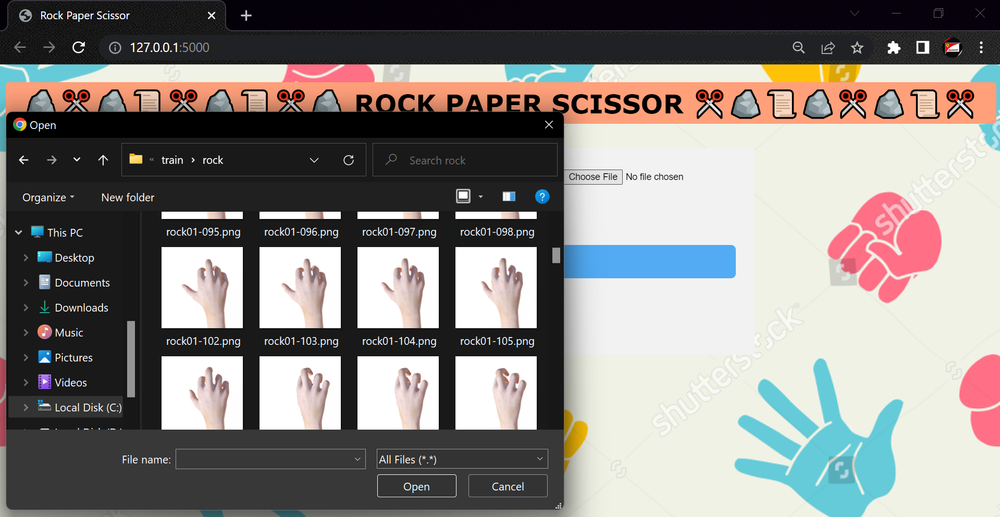 Rock Paper Scissor
127.0.0.1:5000
ROCK PAPER SCISSOR
Open
« train › rock
Search rock
Choose File No file chosen
Organize
New folder
?
This PC
Desktop
Documents
Downloads
Music
Pictures
Videos
Local Disk (C:)
rock01-095.png
rock01-096.png
rock01-097.png
rock01-098.png
rock01-102.png
rock01-103.png
rock01-104.png
rock01-105.png
File name:
All Files (*.*)
Open
Cancel
shutterstock
shutterstock